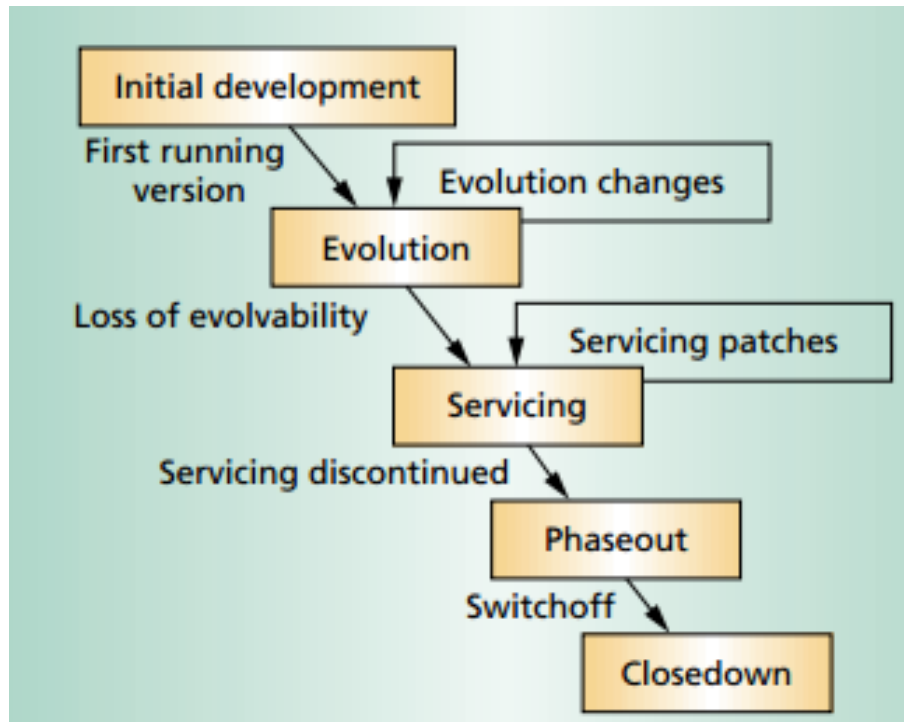 Initial development
First running
version
Evolution changes
Evolution
Loss of evolvability
Servicing patches
Servicing
Servicing discontinued
Phaseout
Switchoff
Closedown